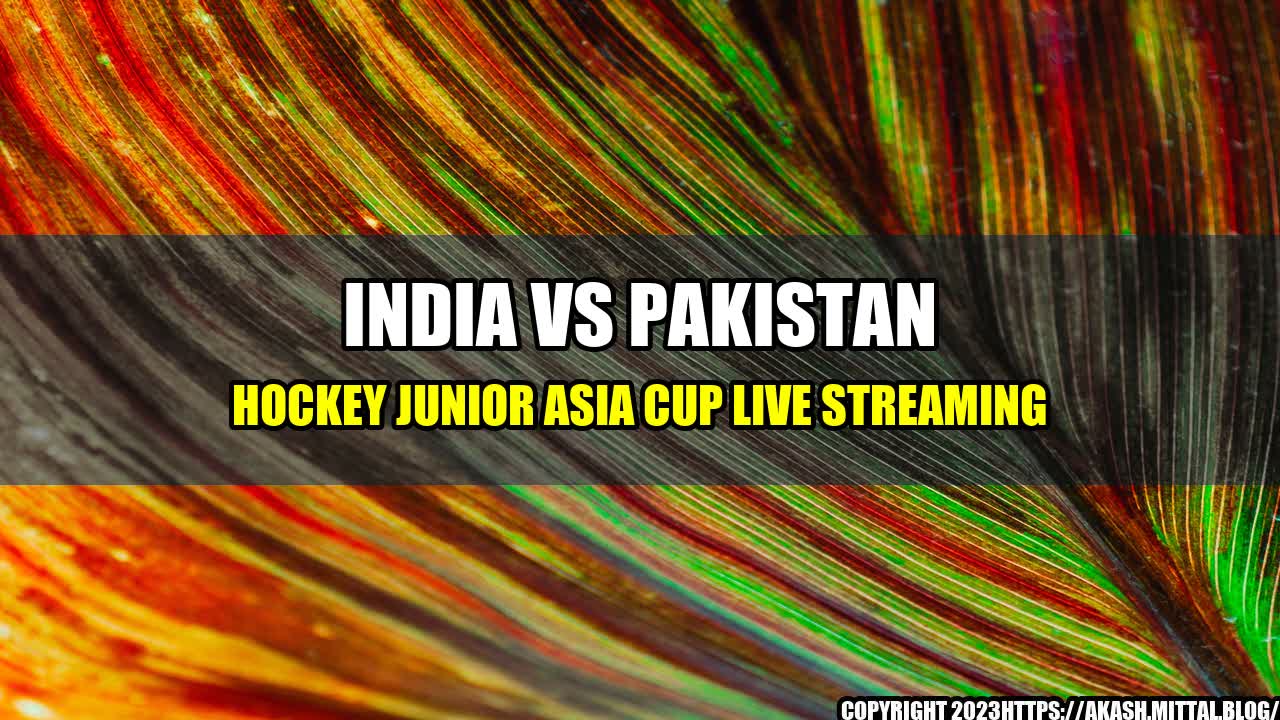 INDIA VS PAKISTAN
HOCKEY JUNIOR ASIA CUP LIVE STREAMING
COPYRIGHT 2023HTTPS://AKASH.MITTAL.BLOG/